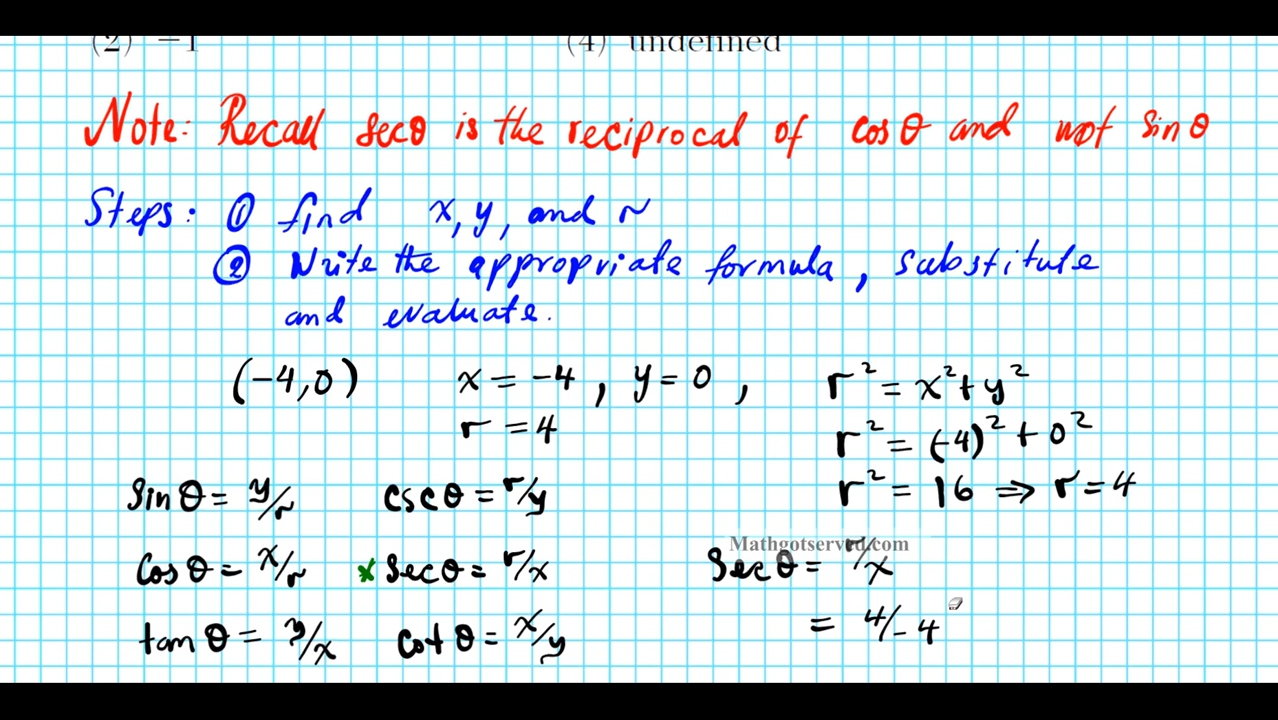 (2) −1 (4) undefined
Note: Recall secθ is the reciprocal of cosθ and not sinθ
Steps: ① find x, y, and r
② Write the appropriate formula, substitute
and evaluate.
(-4,0) x = -4, y = 0, r² = x² + y²
r = 4 r² = (-4)² + 0²
sinθ = y/r cscθ = r/y r² = 16 ⇒ r = 4
Mathgotserved.com
cosθ = x/r × secθ = r/x secθ = r/x
= 4/-4
tanθ = y/x cotθ = x/y